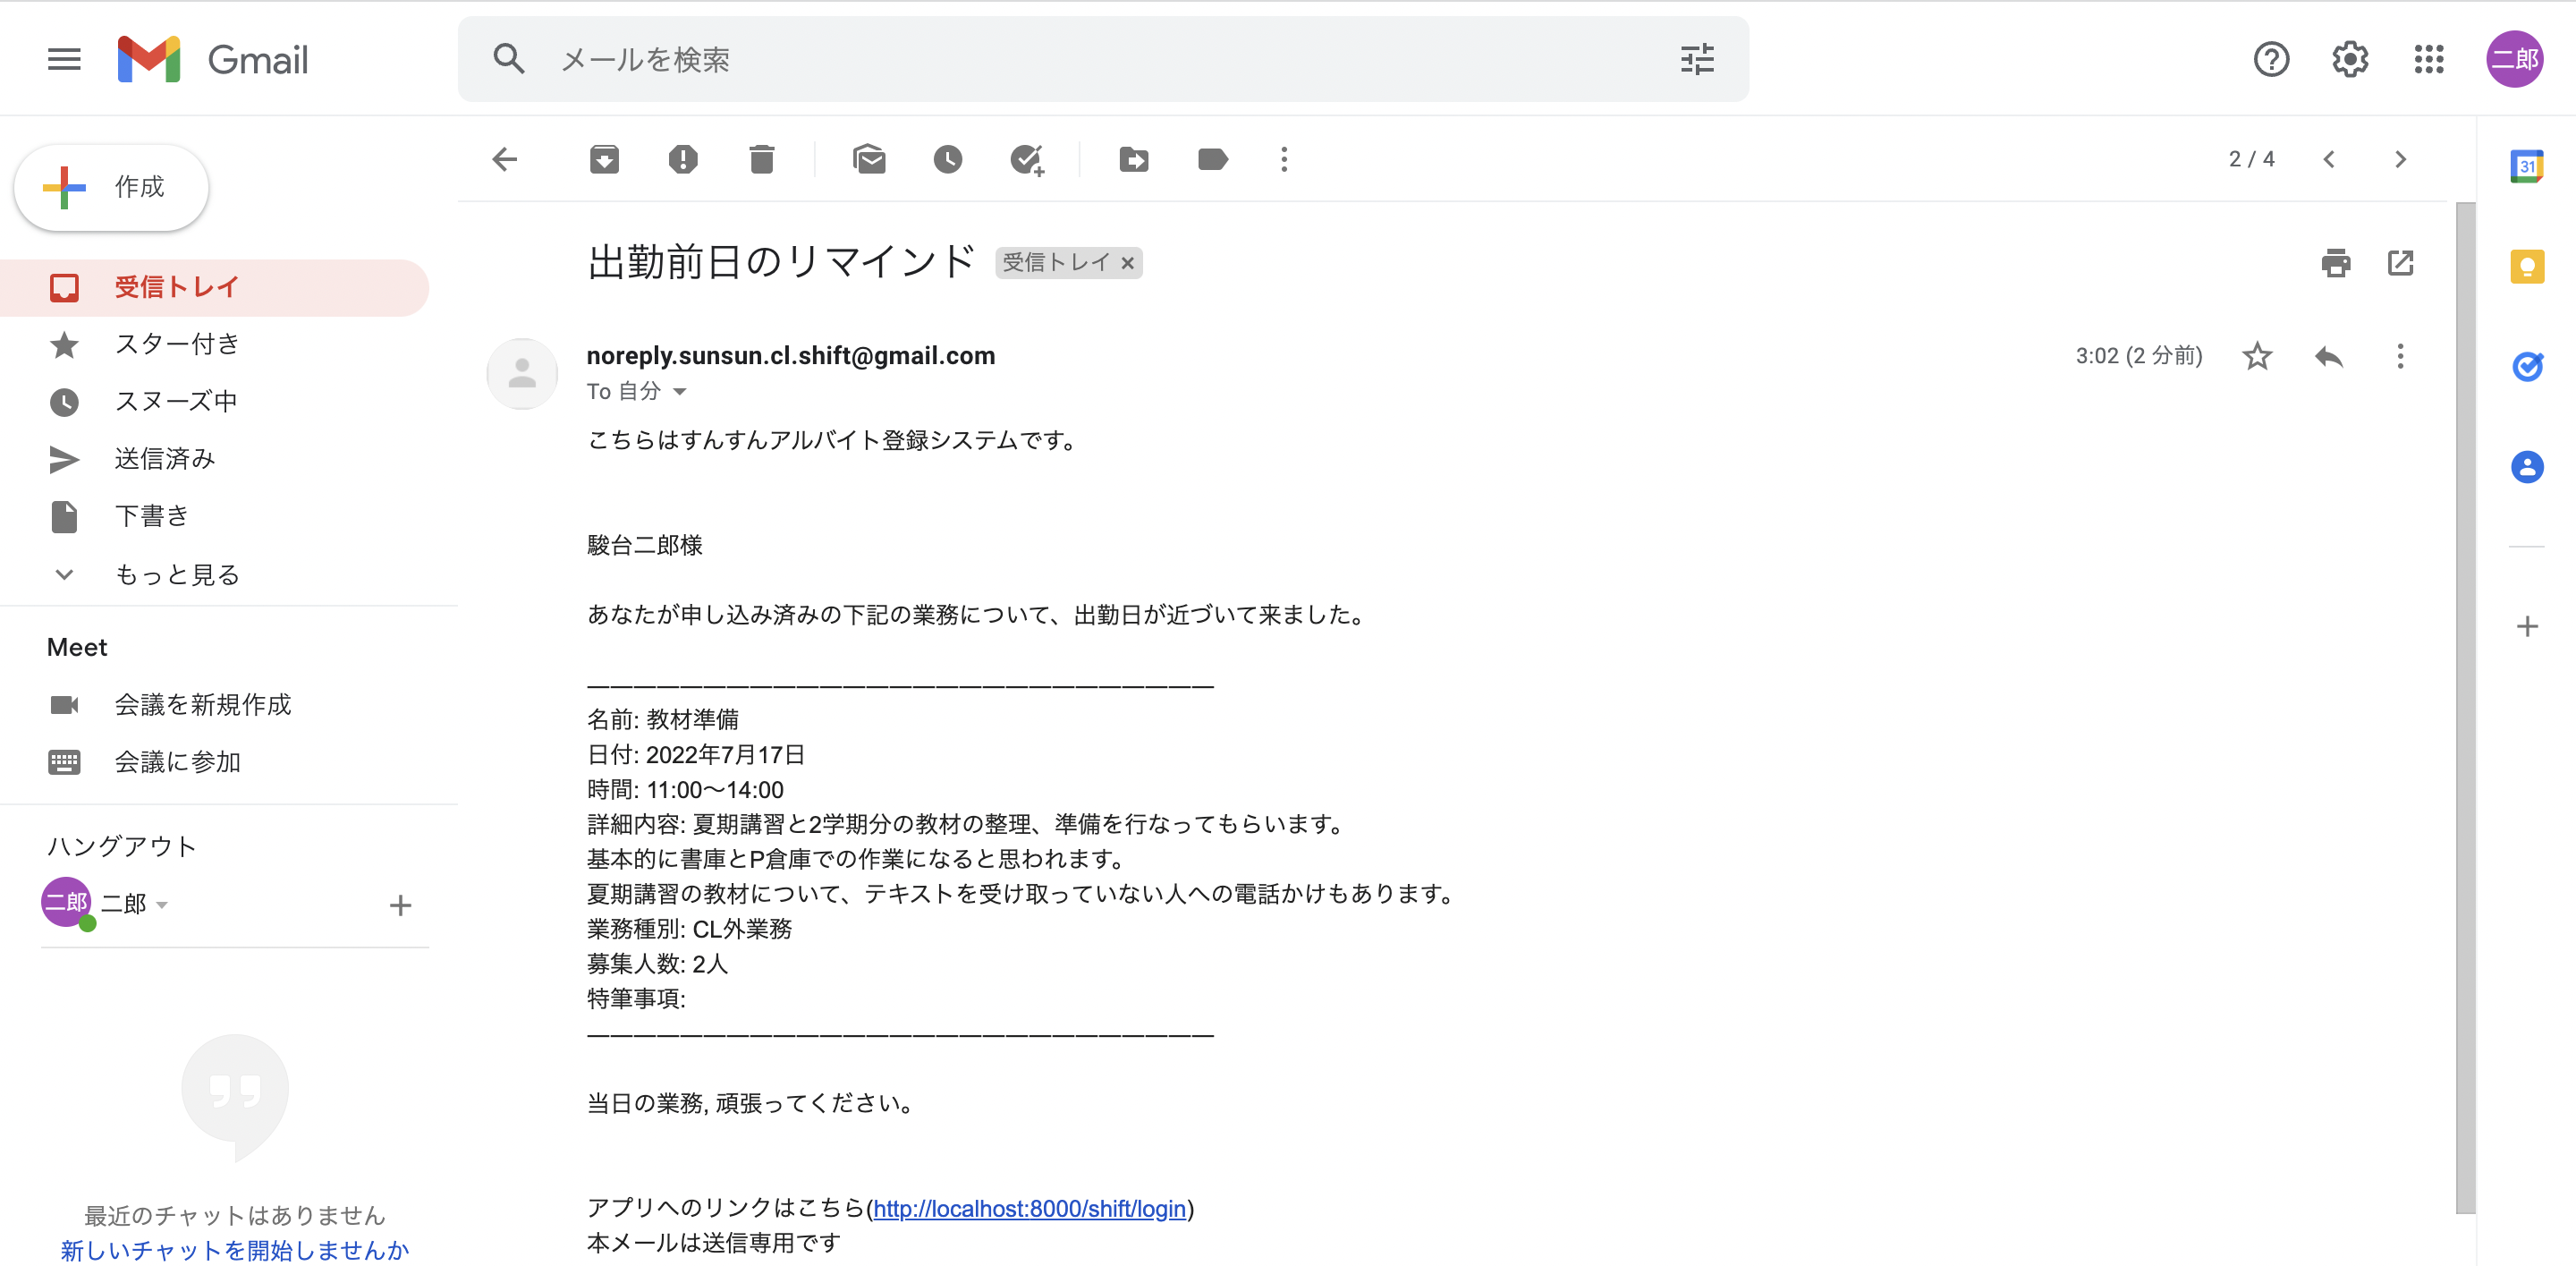 Gmail
メールを検索
二郎
作成
受信トレイ
スター付き
スヌーズ中
送信済み
下書き
もっと見る
Meet
会議を新規作成
会議に参加
ハングアウト
二郎 二郎
最近のチャットはありません
新しいチャットを開始しませんか
2 / 4
出勤前日のリマインド 受信トレイ ×
noreply.sunsun.cl.shift@gmail.com
3:02 (2 分前)
To 自分
こちらはすんすんアルバイト登録システムです。
駿台二郎様
あなたが申し込み済みの下記の業務について、出勤日が近づいて来ました。
———————————————————————————
名前: 教材準備
日付: 2022年7月17日
時間: 11:00〜14:00
詳細内容: 夏期講習と2学期分の教材の整理、準備を行なってもらいます。
基本的に書庫とP倉庫での作業になると思われます。
夏期講習の教材について、テキストを受け取っていない人への電話かけもあります。
業務種別: CL外業務
募集人数: 2人
特筆事項:
———————————————————————————
当日の業務, 頑張ってください。
アプリへのリンクはこちら(http://localhost:8000/shift/login)
本メールは送信専用です
31